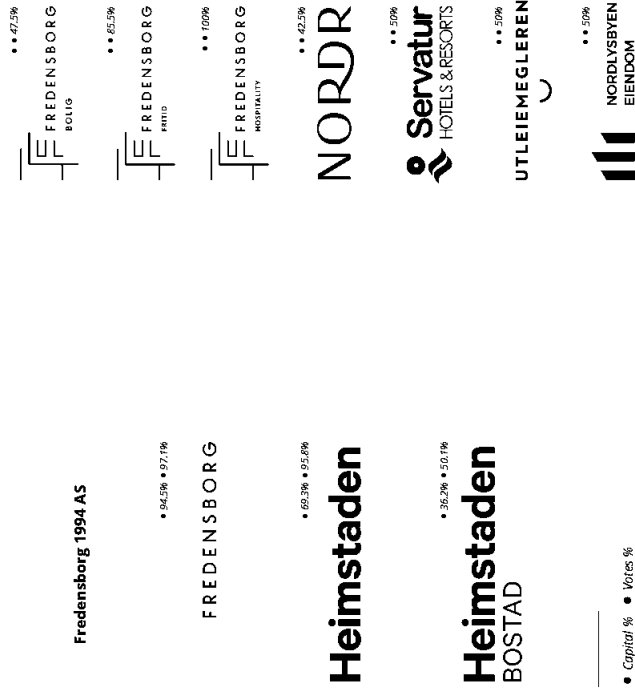 Fredensborg 1994 AS
● 94.5% ● 97.1%
FREDENSBORG
● 69.3% ● 95.8%
Heimstaden
● 36.2% ● 50.1%
Heimstaden
BOSTAD
● Capital % ● Votes %
● ● 47.5%
FREDENSBORG
BOLIG
● ● 85.5%
FREDENSBORG
FRITID
● ● 100%
FREDENSBORG
HOSPITALITY
● ● 42.5%
NORDR
● ● 50%
Servatur
HOTELS & RESORTS
● ● 50%
UTLEIEMEGLEREN
● ● 50%
NORDLYSBYEN
EIENDOM